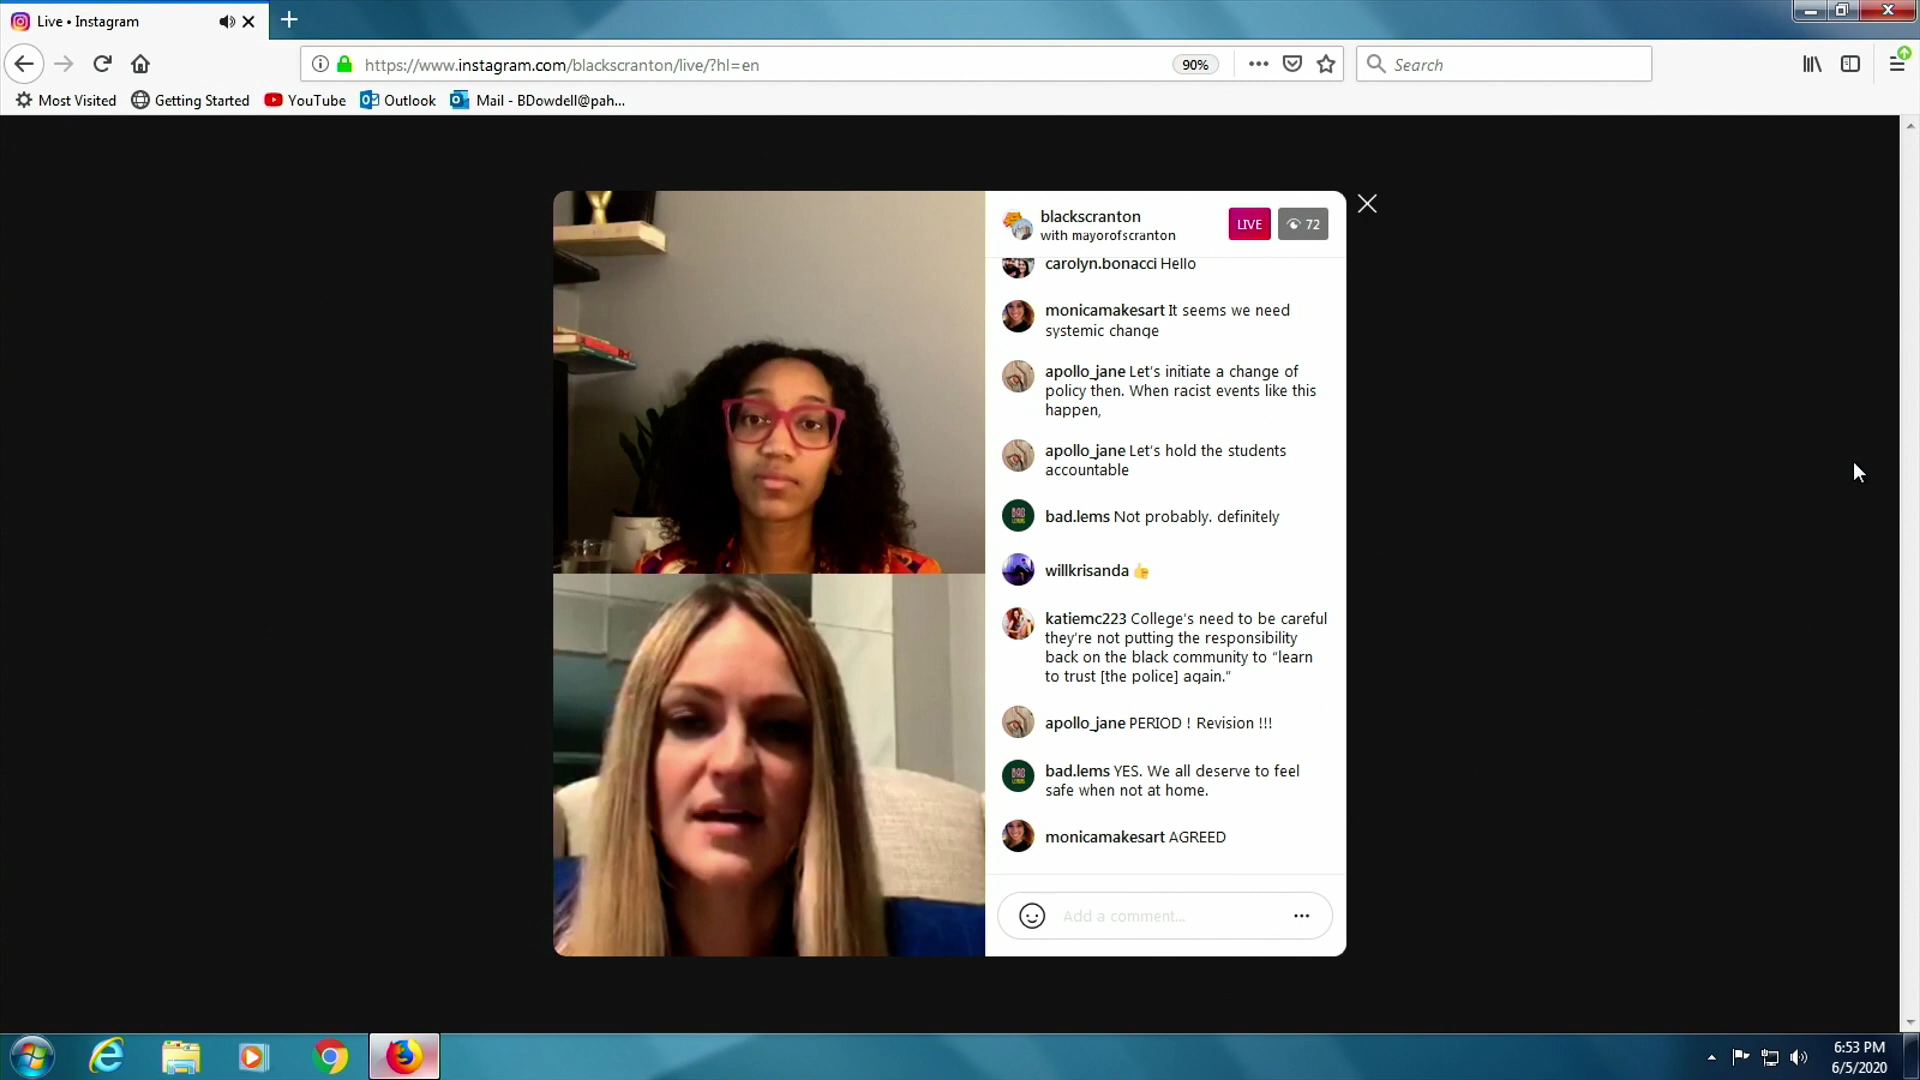 Live • Instagram
https://www.instagram.com/blackscranton/live/?hl=en
90%
Search
Most Visited
Getting Started
YouTube
Outlook
Mail - BDowdell@pah...
blackscranton
with mayorofscranton
LIVE
72
carolyn.bonacci Hello
monicamakesart It seems we need
systemic change
apollo_jane Let's initiate a change of
policy then. When racist events like this
happen,
apollo_jane Let's hold the students
accountable
bad.lems Not probably. definitely
willkrisanda 👍
katiemc223 College's need to be careful
they're not putting the responsibility
back on the black community to "learn
to trust [the police] again."
apollo_jane PERIOD ! Revision !!!
bad.lems YES. We all deserve to feel
safe when not at home.
monicamakesart AGREED
Add a comment...
6:53 PM
6/5/2020